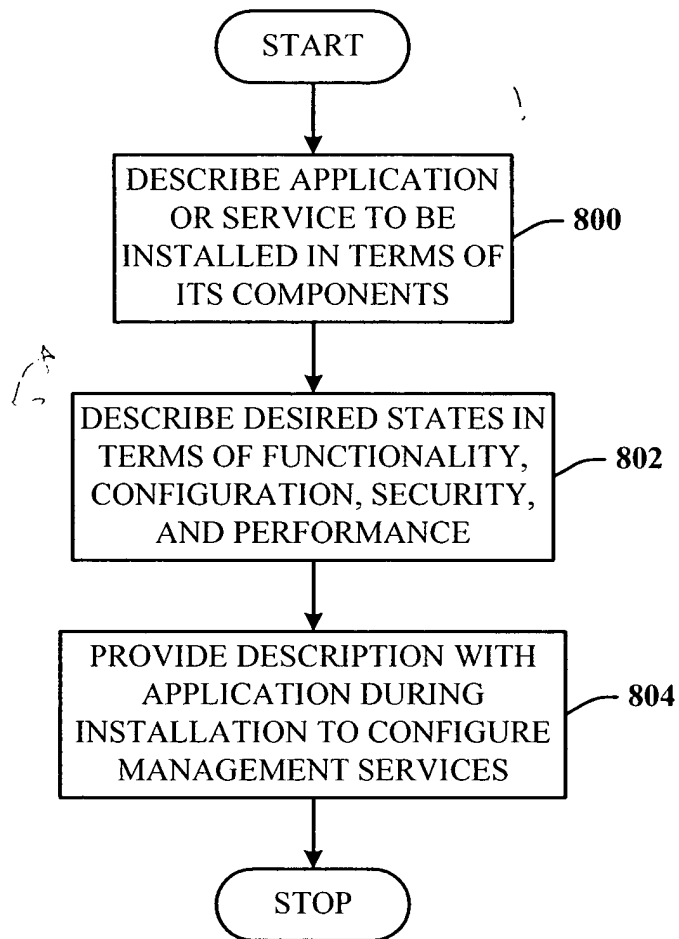 START
DESCRIBE APPLICATION
OR SERVICE TO BE
INSTALLED IN TERMS OF
ITS COMPONENTS
800
DESCRIBE DESIRED STATES IN
TERMS OF FUNCTIONALITY,
CONFIGURATION, SECURITY,
AND PERFORMANCE
802
PROVIDE DESCRIPTION WITH
APPLICATION DURING
INSTALLATION TO CONFIGURE
MANAGEMENT SERVICES
804
STOP